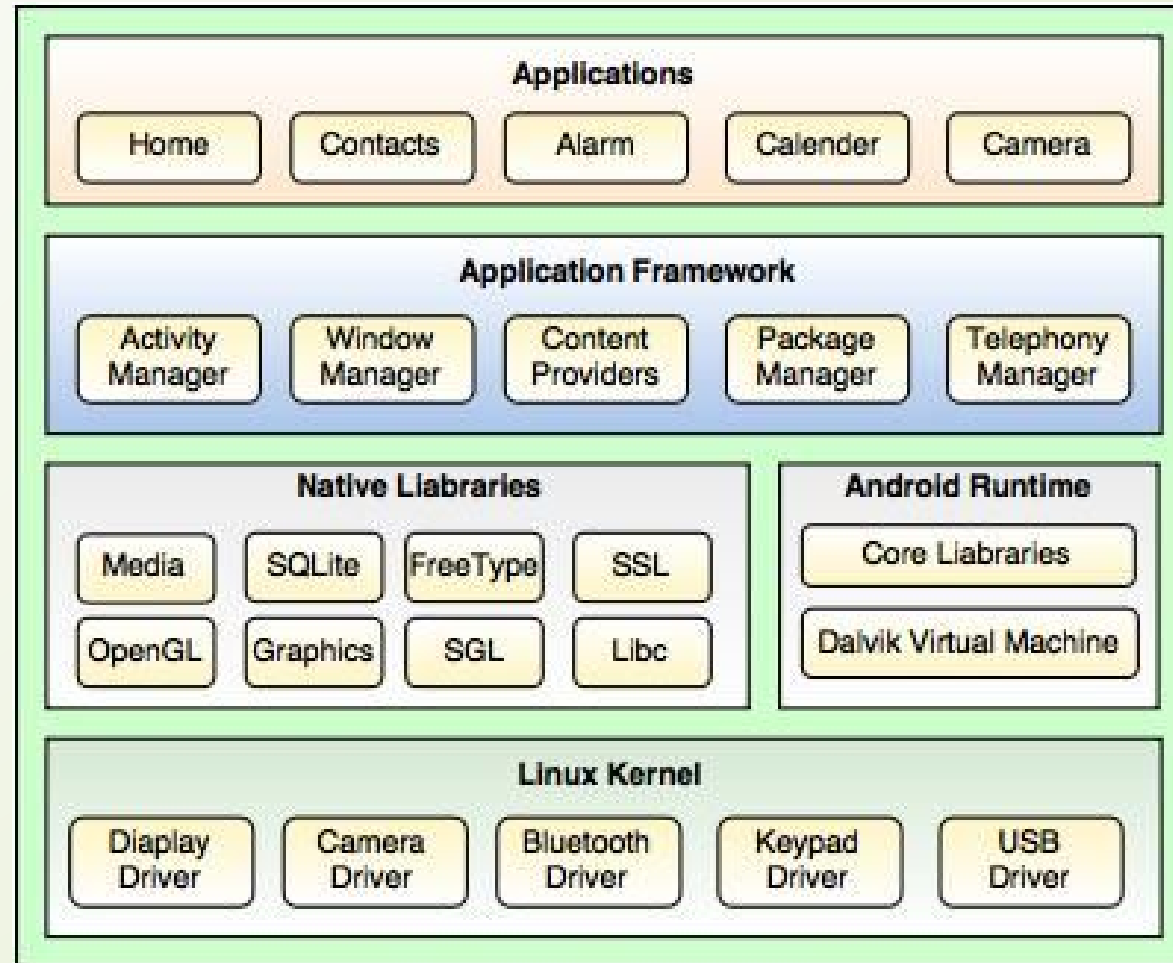 Applications
Home Contacts Alarm Calender Camera
Application Framework
Activity Manager
Window Manager
Content Providers
Package Manager
Telephony Manager
Native Liabraries
Media SQLite FreeType SSL
OpenGL Graphics SGL Libc
Android Runtime
Core Liabraries
Dalvik Virtual Machine
Linux Kernel
Diaplay Driver
Camera Driver
Bluetooth Driver
Keypad Driver
USB Driver